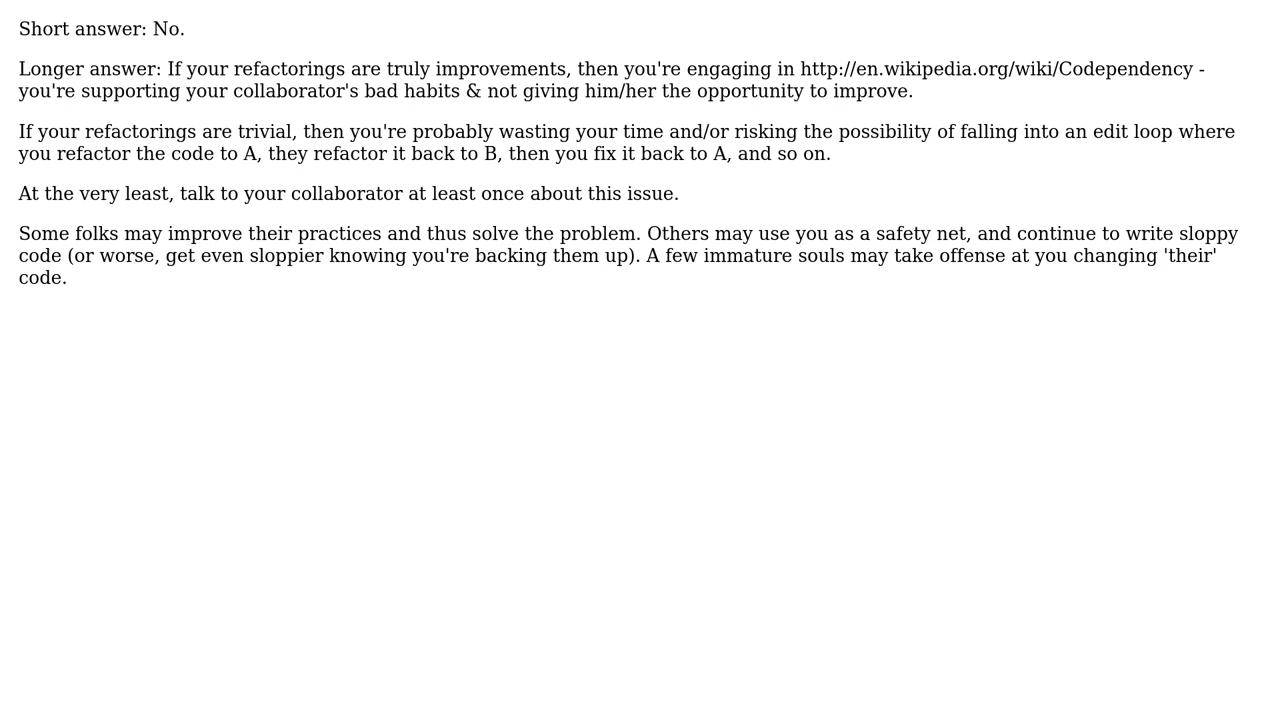 Short answer: No.
Longer answer: If your refactorings are truly improvements, then you're engaging in http://en.wikipedia.org/wiki/Codependency -
you're supporting your collaborator's bad habits & not giving him/her the opportunity to improve.
If your refactorings are trivial, then you're probably wasting your time and/or risking the possibility of falling into an edit loop where
you refactor the code to A, they refactor it back to B, then you fix it back to A, and so on.
At the very least, talk to your collaborator at least once about this issue.
Some folks may improve their practices and thus solve the problem. Others may use you as a safety net, and continue to write sloppy
code (or worse, get even sloppier knowing you're backing them up). A few immature souls may take offense at you changing 'their'
code.